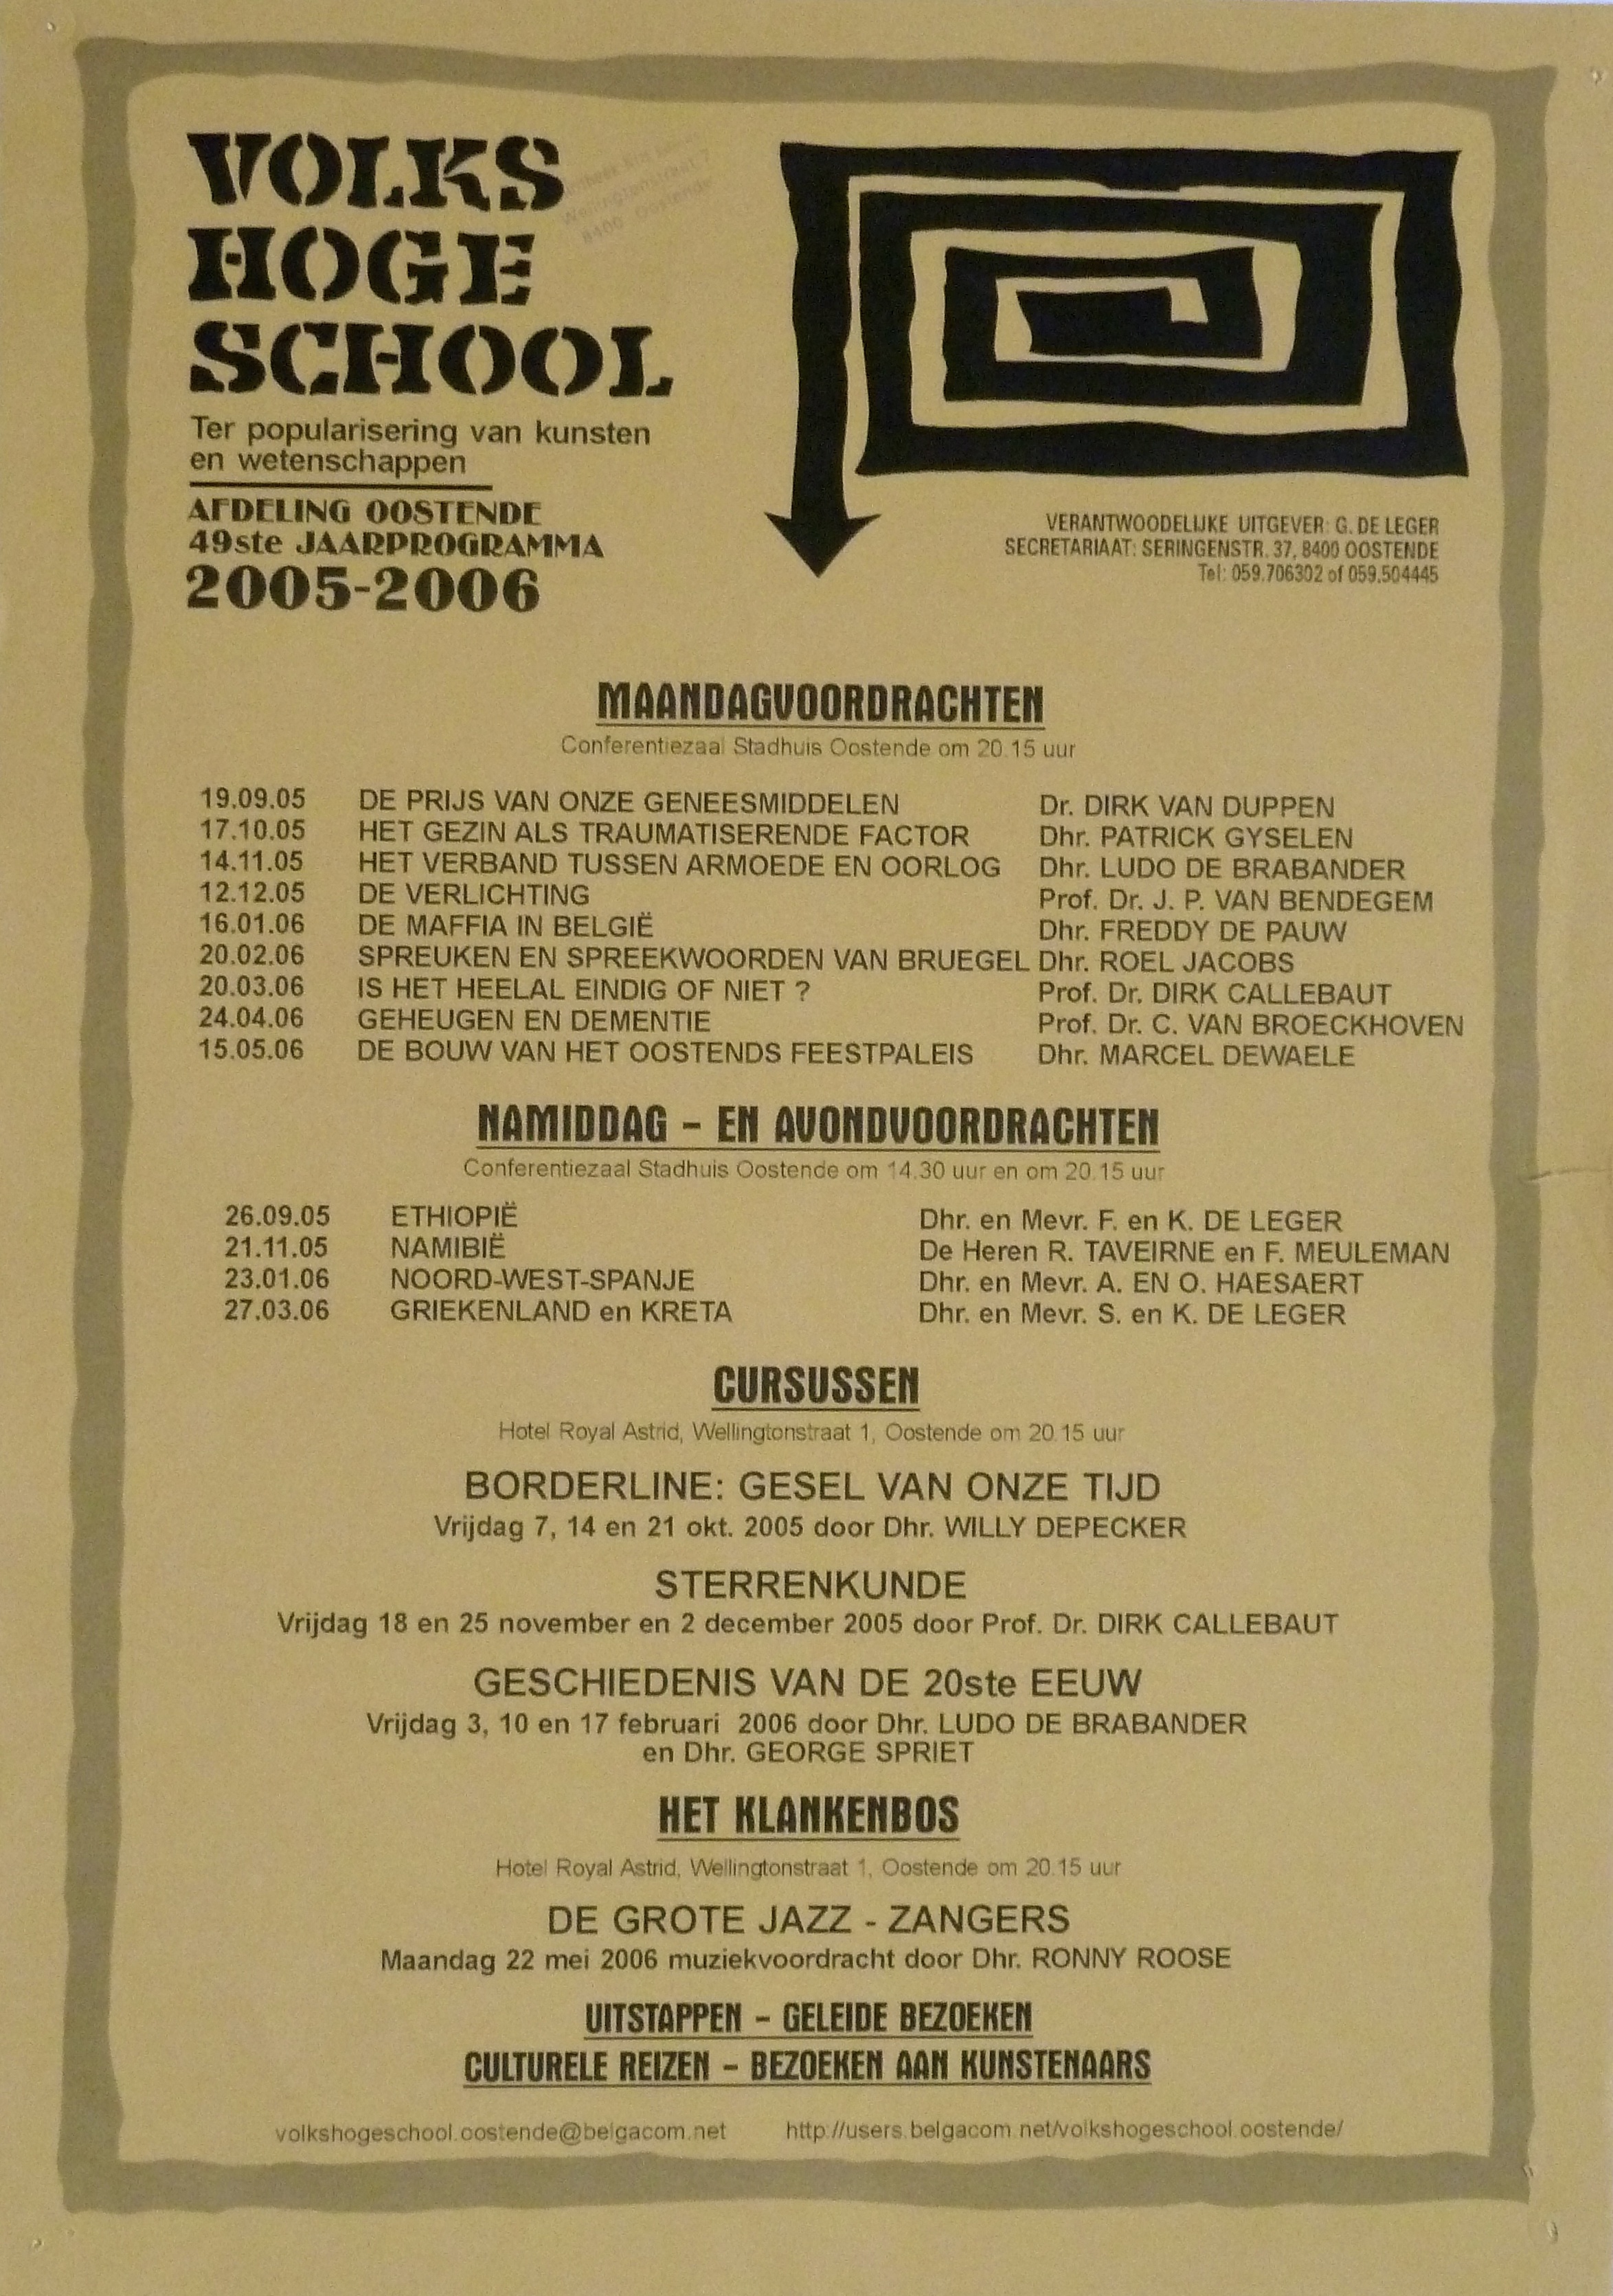 VOLKS
HOGE
SCHOOL
Ter popularisering van kunsten
en wetenschappen
AFDELING OOSTENDE
49ste JAARPROGRAMMA
2005-2006
8400 Oostende
VERANTWOODELIJKE UITGEVER: G. DE LEGER
SECRETARIAAT: SERINGENSTR. 37, 8400 OOSTENDE
Tel: 059.706302 of 059.504445
MAANDAGVOORDRACHTEN
Conferentiezaal Stadhuis Oostende om 20.15 uur
19.09.05 DE PRIJS VAN ONZE GENEESMIDDELEN Dr. DIRK VAN DUPPEN
17.10.05 HET GEZIN ALS TRAUMATISERENDE FACTOR Dhr. PATRICK GYSELEN
14.11.05 HET VERBAND TUSSEN ARMOEDE EN OORLOG Dhr. LUDO DE BRABANDER
12.12.05 DE VERLICHTING Prof. Dr. J. P. VAN BENDEGEM
16.01.06 DE MAFFIA IN BELGIË Dhr. FREDDY DE PAUW
20.02.06 SPREUKEN EN SPREEKWOORDEN VAN BRUEGEL Dhr. ROEL JACOBS
20.03.06 IS HET HEELAL EINDIG OF NIET ? Prof. Dr. DIRK CALLEBAUT
24.04.06 GEHEUGEN EN DEMENTIE Prof. Dr. C. VAN BROECKHOVEN
15.05.06 DE BOUW VAN HET OOSTENDS FEESTPALEIS Dhr. MARCEL DEWAELE
NAMIDDAG - EN AVONDVOORDRACHTEN
Conferentiezaal Stadhuis Oostende om 14.30 uur en om 20.15 uur
26.09.05 ETHIOPIË Dhr. en Mevr. F. en K. DE LEGER
21.11.05 NAMIBIË De Heren R. TAVEIRNE en F. MEULEMAN
23.01.06 NOORD-WEST-SPANJE Dhr. en Mevr. A. EN O. HAESAERT
27.03.06 GRIEKENLAND en KRETA Dhr. en Mevr. S. en K. DE LEGER
CURSUSSEN
Hotel Royal Astrid, Wellingtonstraat 1, Oostende om 20.15 uur
BORDERLINE: GESEL VAN ONZE TIJD
Vrijdag 7, 14 en 21 okt. 2005 door Dhr. WILLY DEPECKER
STERRENKUNDE
Vrijdag 18 en 25 november en 2 december 2005 door Prof. Dr. DIRK CALLEBAUT
GESCHIEDENIS VAN DE 20ste EEUW
Vrijdag 3, 10 en 17 februari 2006 door Dhr. LUDO DE BRABANDER
en Dhr. GEORGE SPRIET
HET KLANKENBOS
Hotel Royal Astrid, Wellingtonstraat 1, Oostende om 20.15 uur
DE GROTE JAZZ - ZANGERS
Maandag 22 mei 2006 muziekvoordracht door Dhr. RONNY ROOSE
UITSTAPPEN - GELEIDE BEZOEKEN
CULTURELE REIZEN - BEZOEKEN AAN KUNSTENAARS
volkshogeschool.oostende@belgacom.net http://users.belgacom.net/volkshogeschool.oostende/